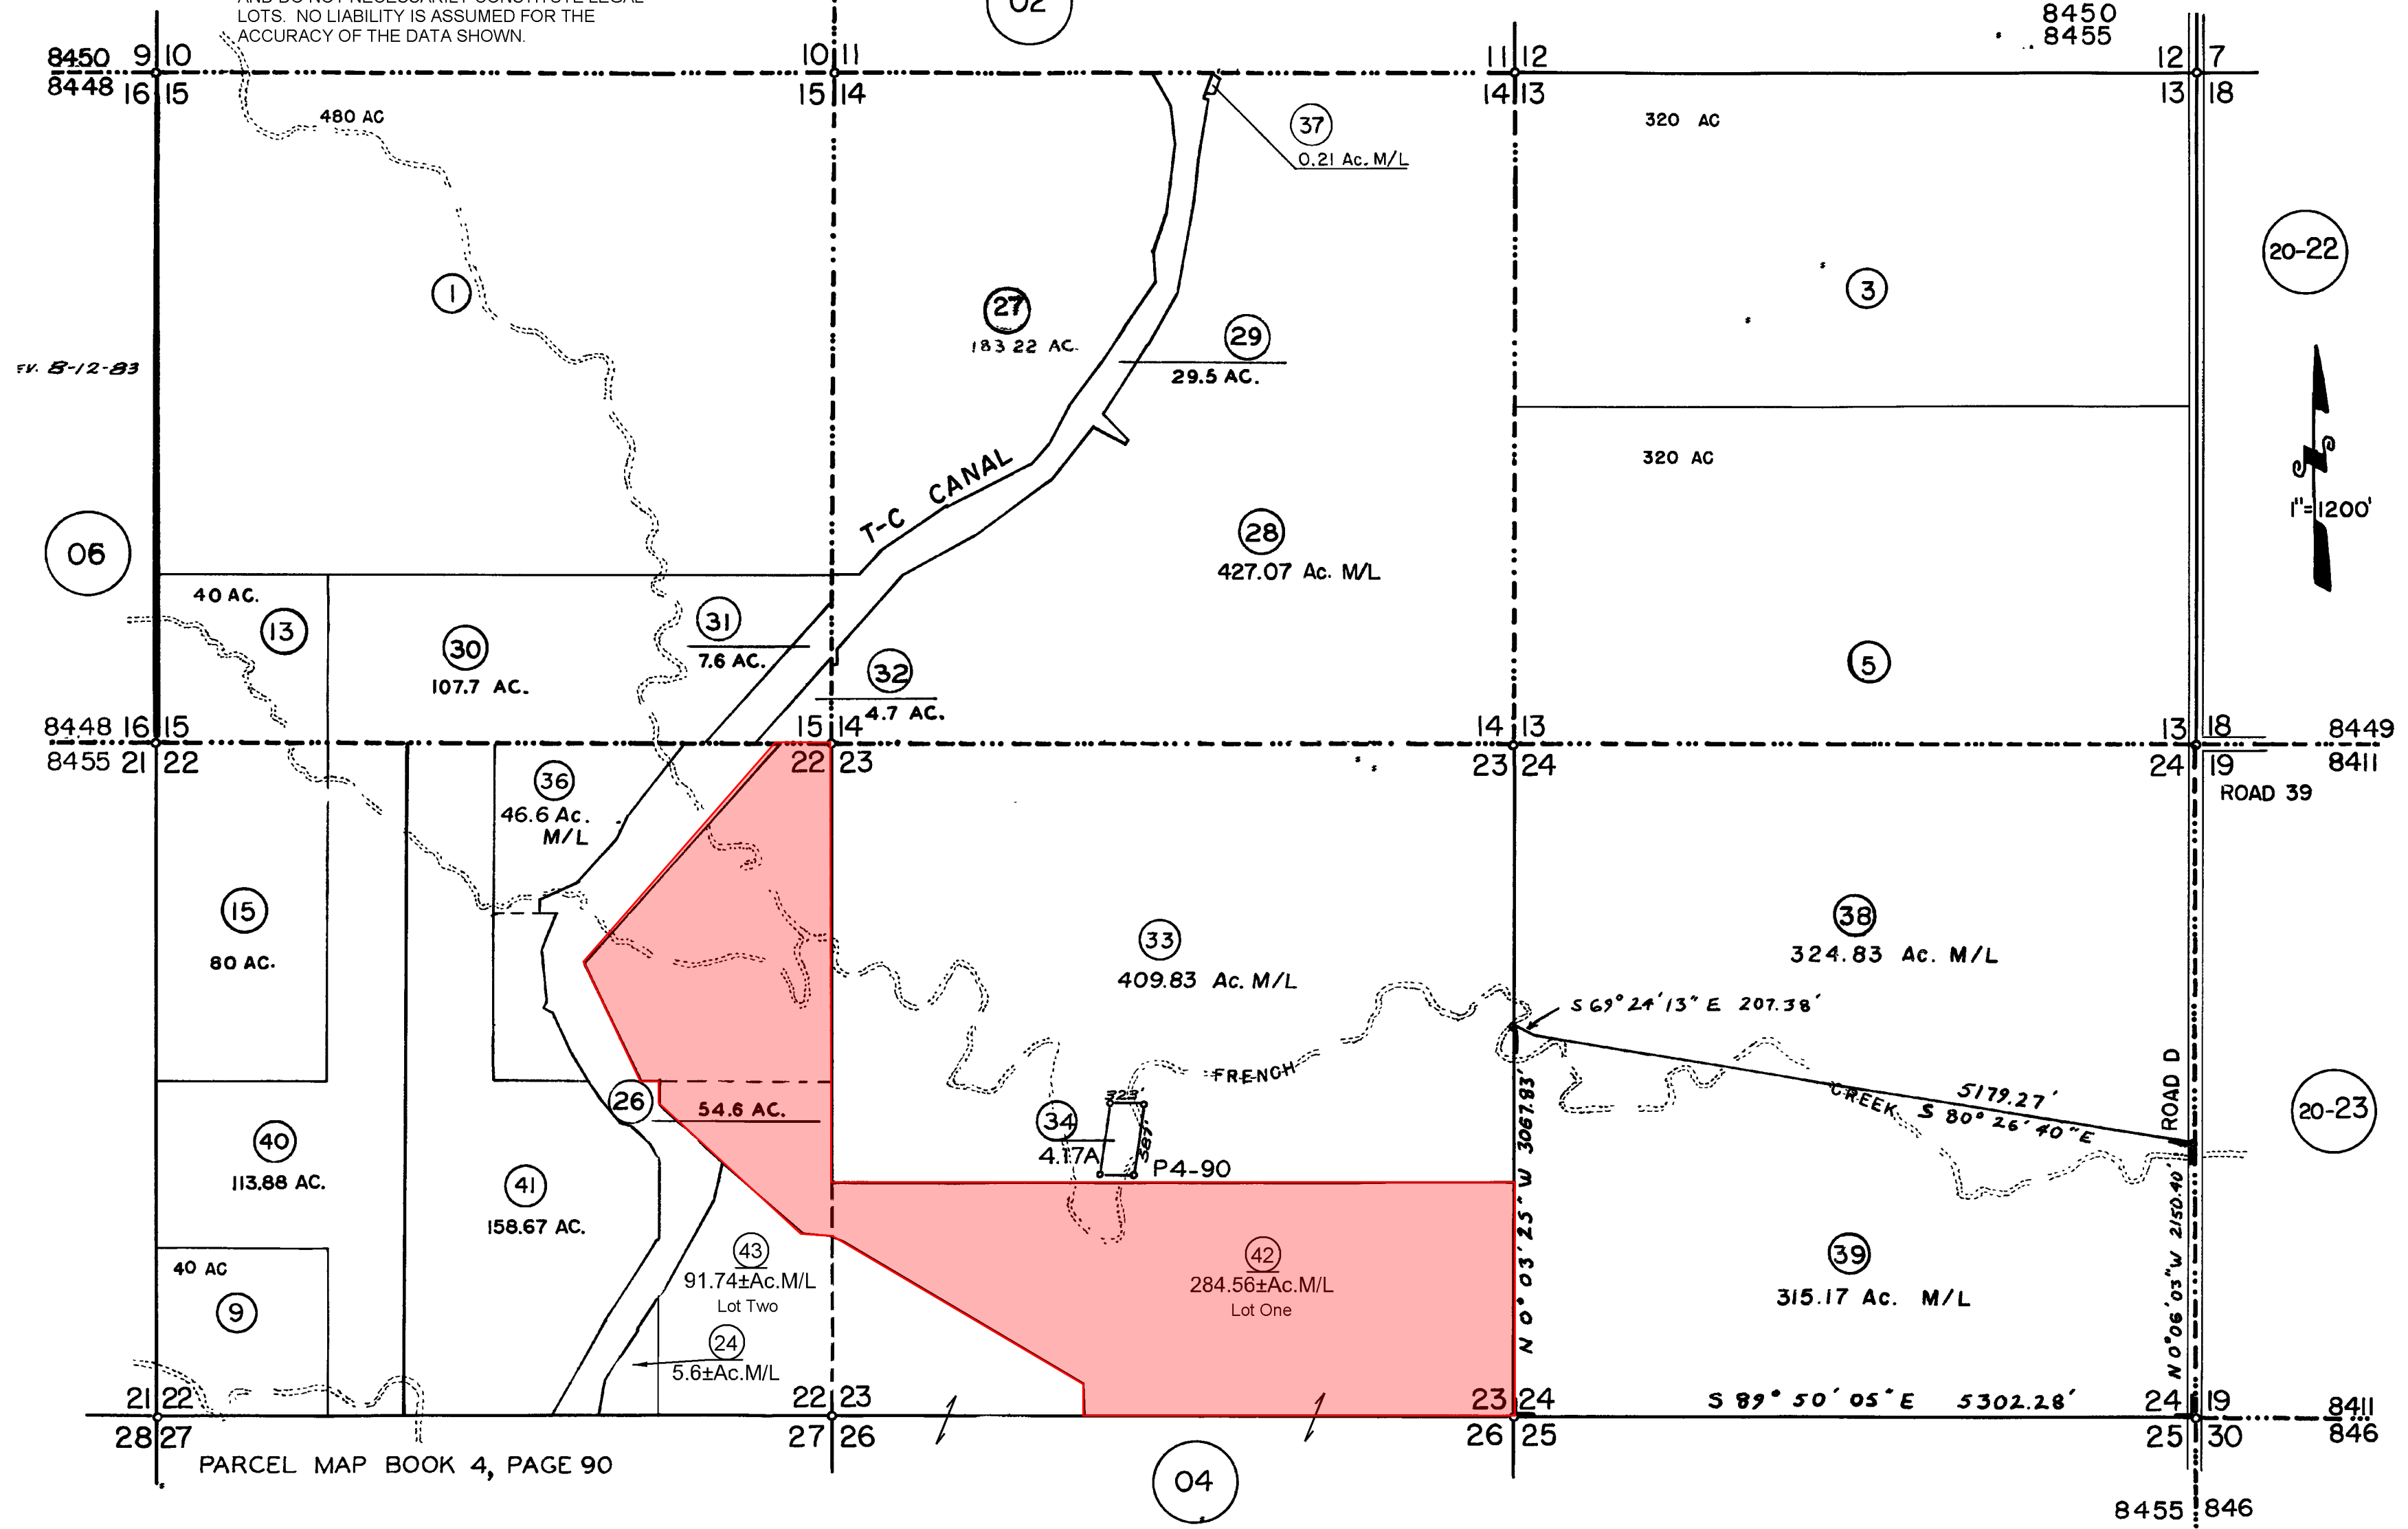 LOTS. NO LIABILITY IS ASSUMED FOR THE
ACCURACY OF THE DATA SHOWN.
02
8450
8455
8450 9 10
8448 16 15
10 11
15 14
11 12
14 13
12 7
13 18
480 AC
37
0.21 Ac. M/L
320 AC
20-22
1
3
27
183 22 AC.
29
29.5 AC.
8-12-83
320 AC
T-C CANAL
1"=1200'
06
28
427.07 Ac. M/L
40 AC.
13
30
107.7 AC.
31
7.6 AC.
32
4.7 AC.
5
8448 16 15
8455 21 22
15 14
22 23
14 13
23 24
13 18 8449
24 19 8411
ROAD 39
36
46.6 Ac.
M/L
15
80 AC.
33
409.83 Ac. M/L
38
324.83 Ac. M/L
S 69° 24' 13" E 207.38'
FRENCH
CREEK
5179.27'
S 80° 26' 40" E
ROAD D
20-23
26
54.6 AC.
323'
587'
34
4.17A
P4-90
N 0° 03' 25" W 3067.83'
N 0° 06' 03" W 2150.40'
40
113.88 AC.
41
158.67 AC.
43
91.74±Ac.M/L
Lot Two
42
284.56±Ac.M/L
Lot One
39
315.17 Ac. M/L
40 AC
9
24
5.6±Ac.M/L
S 89° 50' 05" E 5302.28'
21 22
28 27
22 23
27 26
23 24
26 25
24 19 8411
25 30 846
PARCEL MAP BOOK 4, PAGE 90
04
8455 846